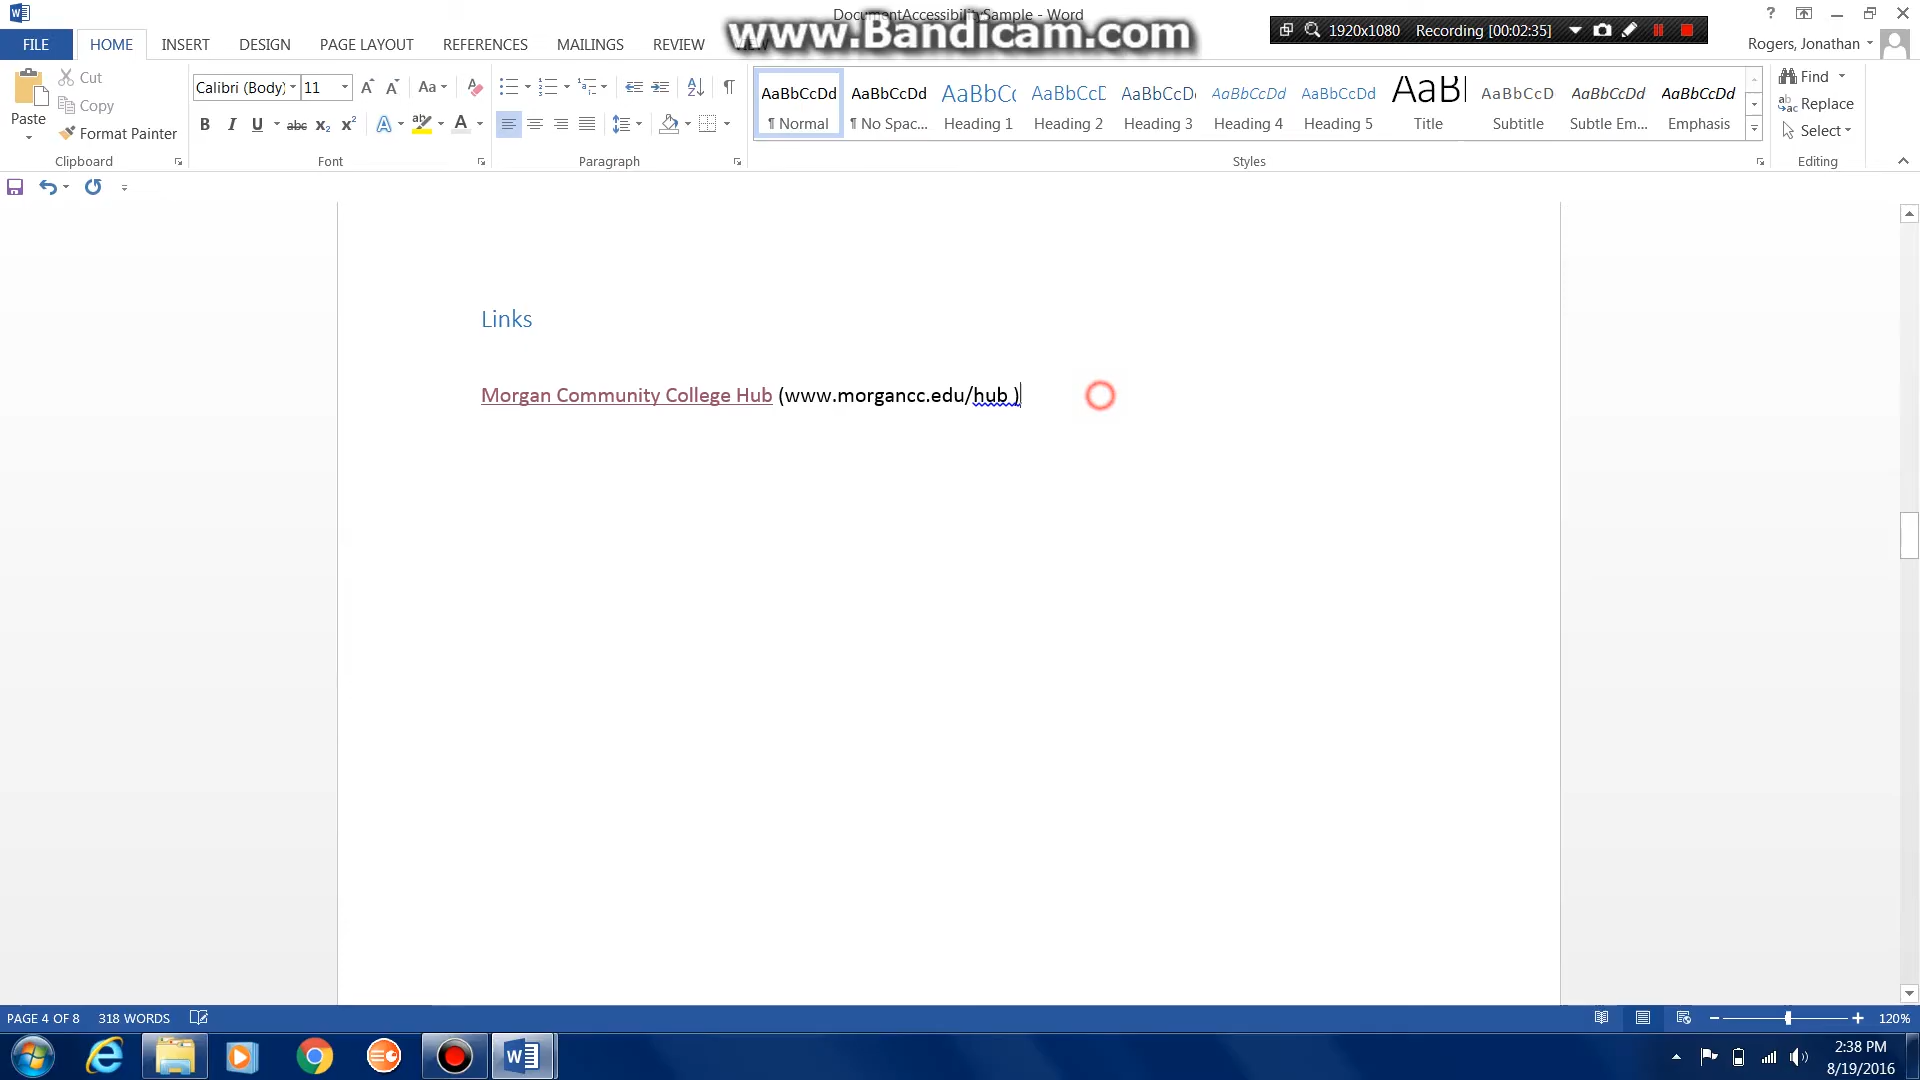 DocumentAccessibilitySample - Word
www.Bandicam.com
1920x1080 Recording [00:02:35]
FILE HOME INSERT DESIGN PAGE LAYOUT REFERENCES MAILINGS REVIEW VIEW
Rogers, Jonathan
Paste
Cut
Copy
Format Painter
Clipboard
Calibri (Body) 11
Font
Paragraph
AaBbCcDd AaBbCcDd AaBbCc AaBbCcD AaBbCcD AaBbCcDd AaBbCcDd AaB AaBbCcD AaBbCcDd AaBbCcDd
¶ Normal ¶ No Spac... Heading 1 Heading 2 Heading 3 Heading 4 Heading 5 Title Subtitle Subtle Em... Emphasis
Styles
Find
Replace
Select
Editing
Links
Morgan Community College Hub (www.morgancc.edu/hub )
PAGE 4 OF 8 318 WORDS
120%
2:38 PM
8/19/2016